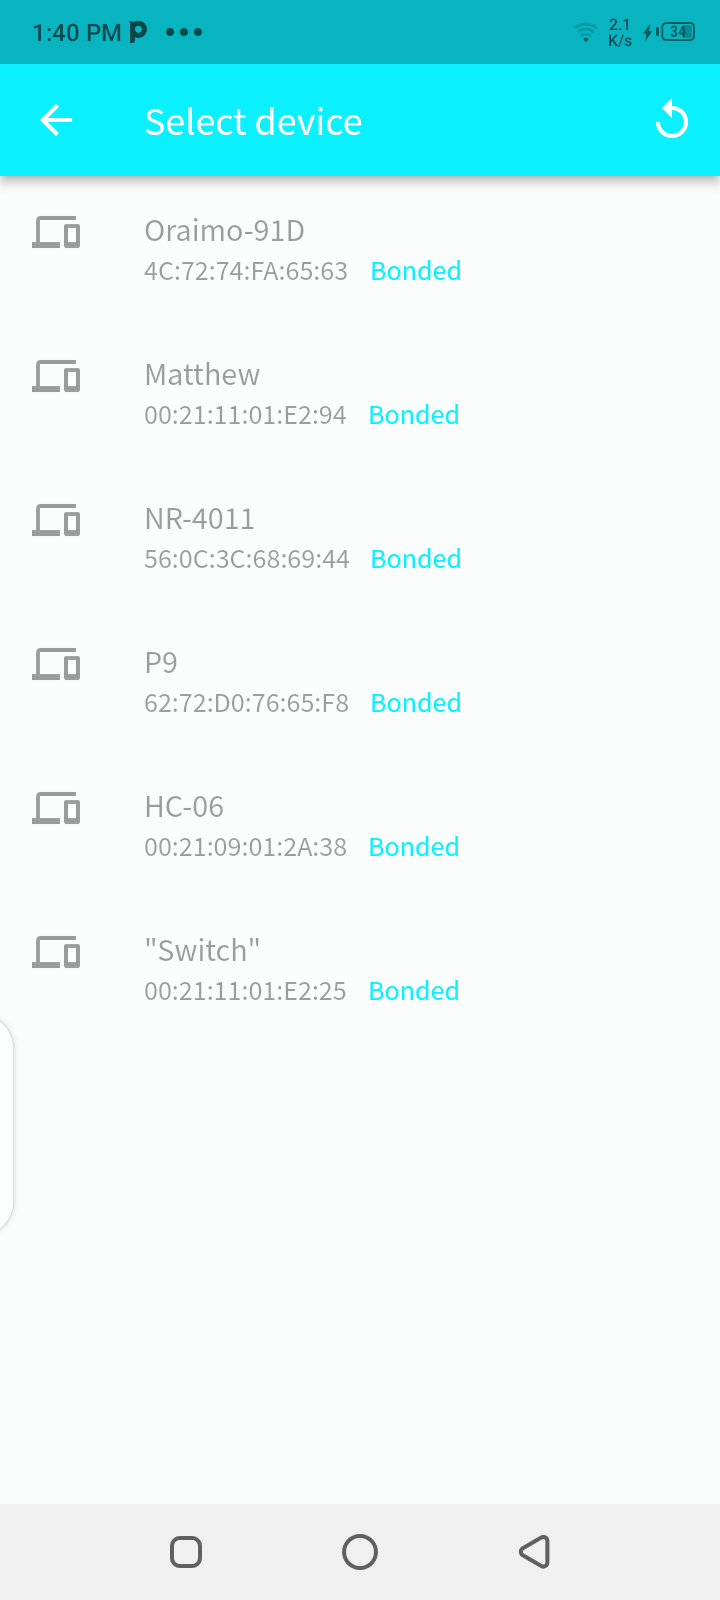 1:40 PM
2.1
K/s
34
Select device
Oraimo-91D
4C:72:74:FA:65:63 Bonded
Matthew
00:21:11:01:E2:94 Bonded
NR-4011
56:0C:3C:68:69:44 Bonded
P9
62:72:D0:76:65:F8 Bonded
HC-06
00:21:09:01:2A:38 Bonded
"Switch"
00:21:11:01:E2:25 Bonded